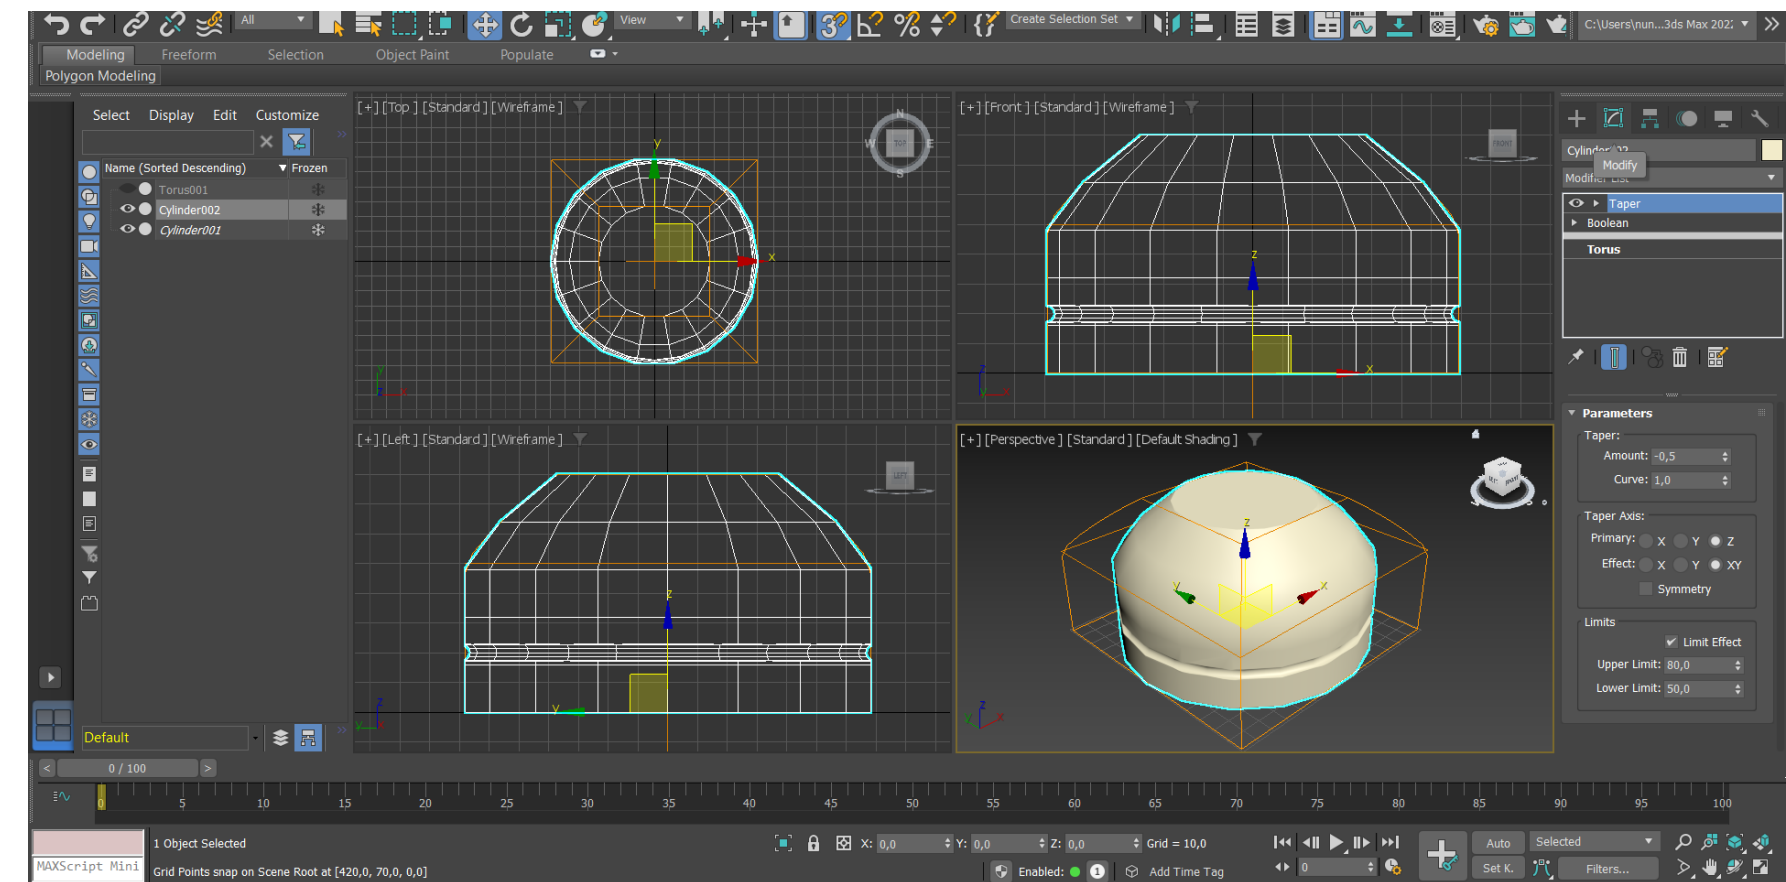 All
View
Create Selection Set
C:\Users\nun...3ds Max 202
Modeling Freeform Selection Object Paint Populate
Polygon Modeling
Select Display Edit Customize
Name (Sorted Descending) Frozen
Torus001
Cylinder002
Cylinder001
Default
[+] [Top ] [Standard ] [Wireframe ]
N
W TOP E
S
y
x
y
z x
[+] [Front ] [Standard ] [Wireframe ]
FRONT
z
x
z
y
[+] [Left ] [Standard ] [Wireframe ]
LEFT
z
y
z
y
[+] [Perspective ] [Standard ] [Default Shading ]
z
y x
z
y x
Modify
Taper
Boolean
Torus
Parameters
Taper:
Amount: -0,5
Curve: 1,0
Taper Axis:
Primary: X Y Z
Effect: X Y XY
Symmetry
Limits
Limit Effect
Upper Limit: 80,0
Lower Limit: 50,0
< 0 / 100 >
0 5 10 15 20 25 30 35 40 45 50 55 60 65 70 75 80 85 90 95 100
1 Object Selected
X: 0,0 Y: 0,0 Z: 0,0 Grid = 10,0
Auto Selected
MAXScript Mini
Grid Points snap on Scene Root at [420,0, 70,0, 0,0]
Enabled: 1 Add Time Tag
0
Set K. Filters...